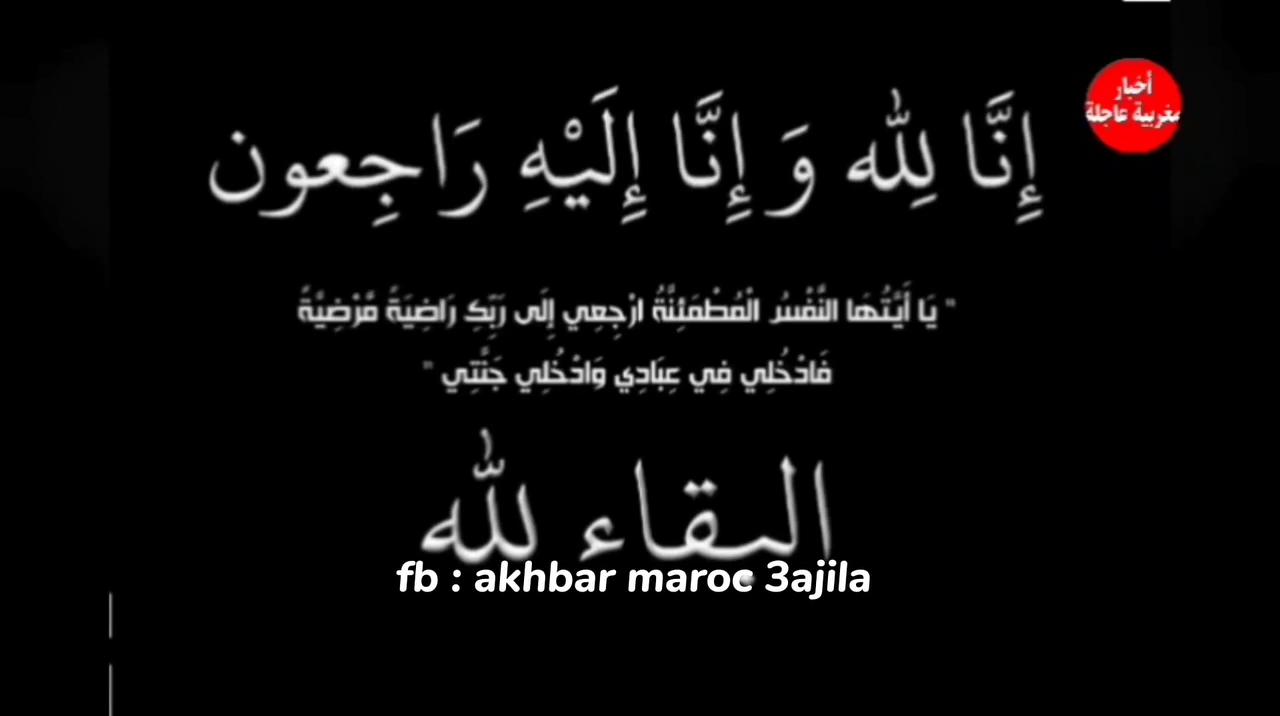 أخبار
مغربية عاجلة
إِنَّا لِلّٰه وَ إِنَّا إِلَيْهِ رَاجِعون
" يَا أَيَّتُهَا النَّفْسُ الْمُطْمَئِنَّةُ ارْجِعِي إِلَى رَبِّكِ رَاضِيَةً مَّرْضِيَّةً
فَادْخُلِي فِي عِبَادِي وَادْخُلِي جَنَّتِي "
البقاء لله
fb : akhbar maroc 3ajila